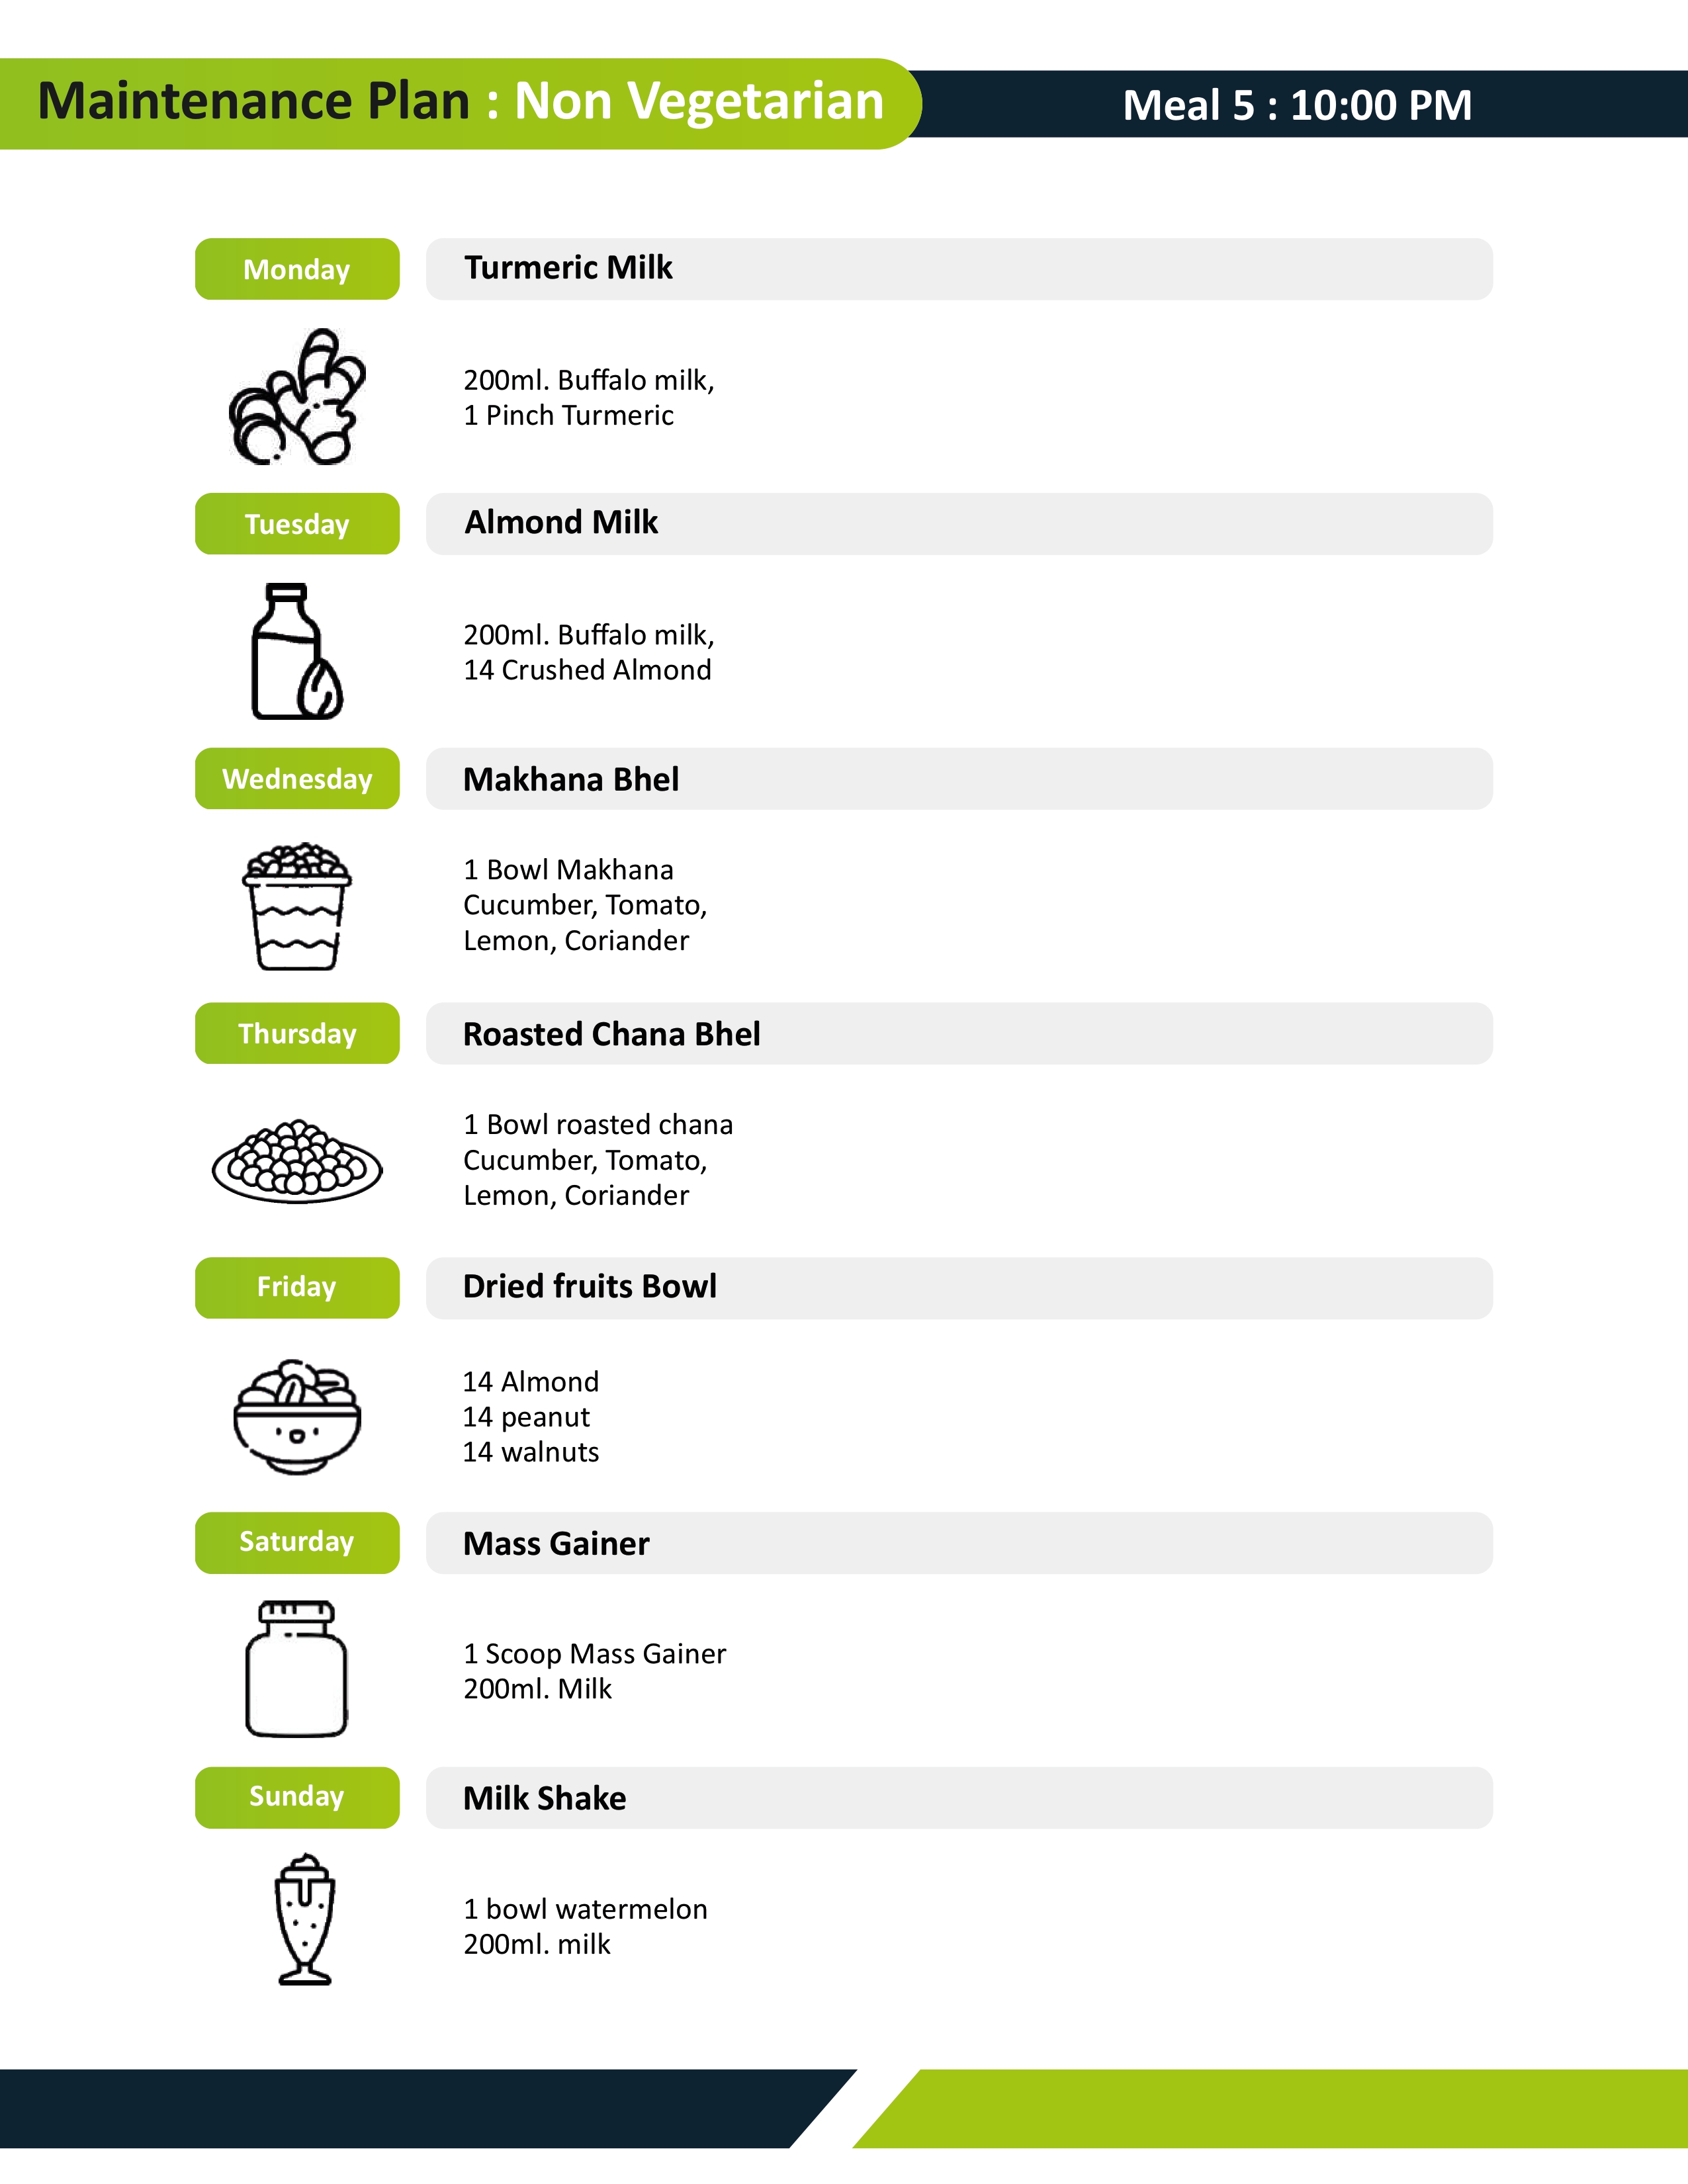 Maintenance Plan : Non Vegetarian
Meal 5 : 10:00 PM
Monday
Turmeric Milk
200ml. Buffalo milk,
1 Pinch Turmeric
Tuesday
Almond Milk
200ml. Buffalo milk,
14 Crushed Almond
Wednesday
Makhana Bhel
1 Bowl Makhana
Cucumber, Tomato,
Lemon, Coriander
Thursday
Roasted Chana Bhel
1 Bowl roasted chana
Cucumber, Tomato,
Lemon, Coriander
Friday
Dried fruits Bowl
14 Almond
14 peanut
14 walnuts
Saturday
Mass Gainer
1 Scoop Mass Gainer
200ml. Milk
Sunday
Milk Shake
1 bowl watermelon
200ml. milk